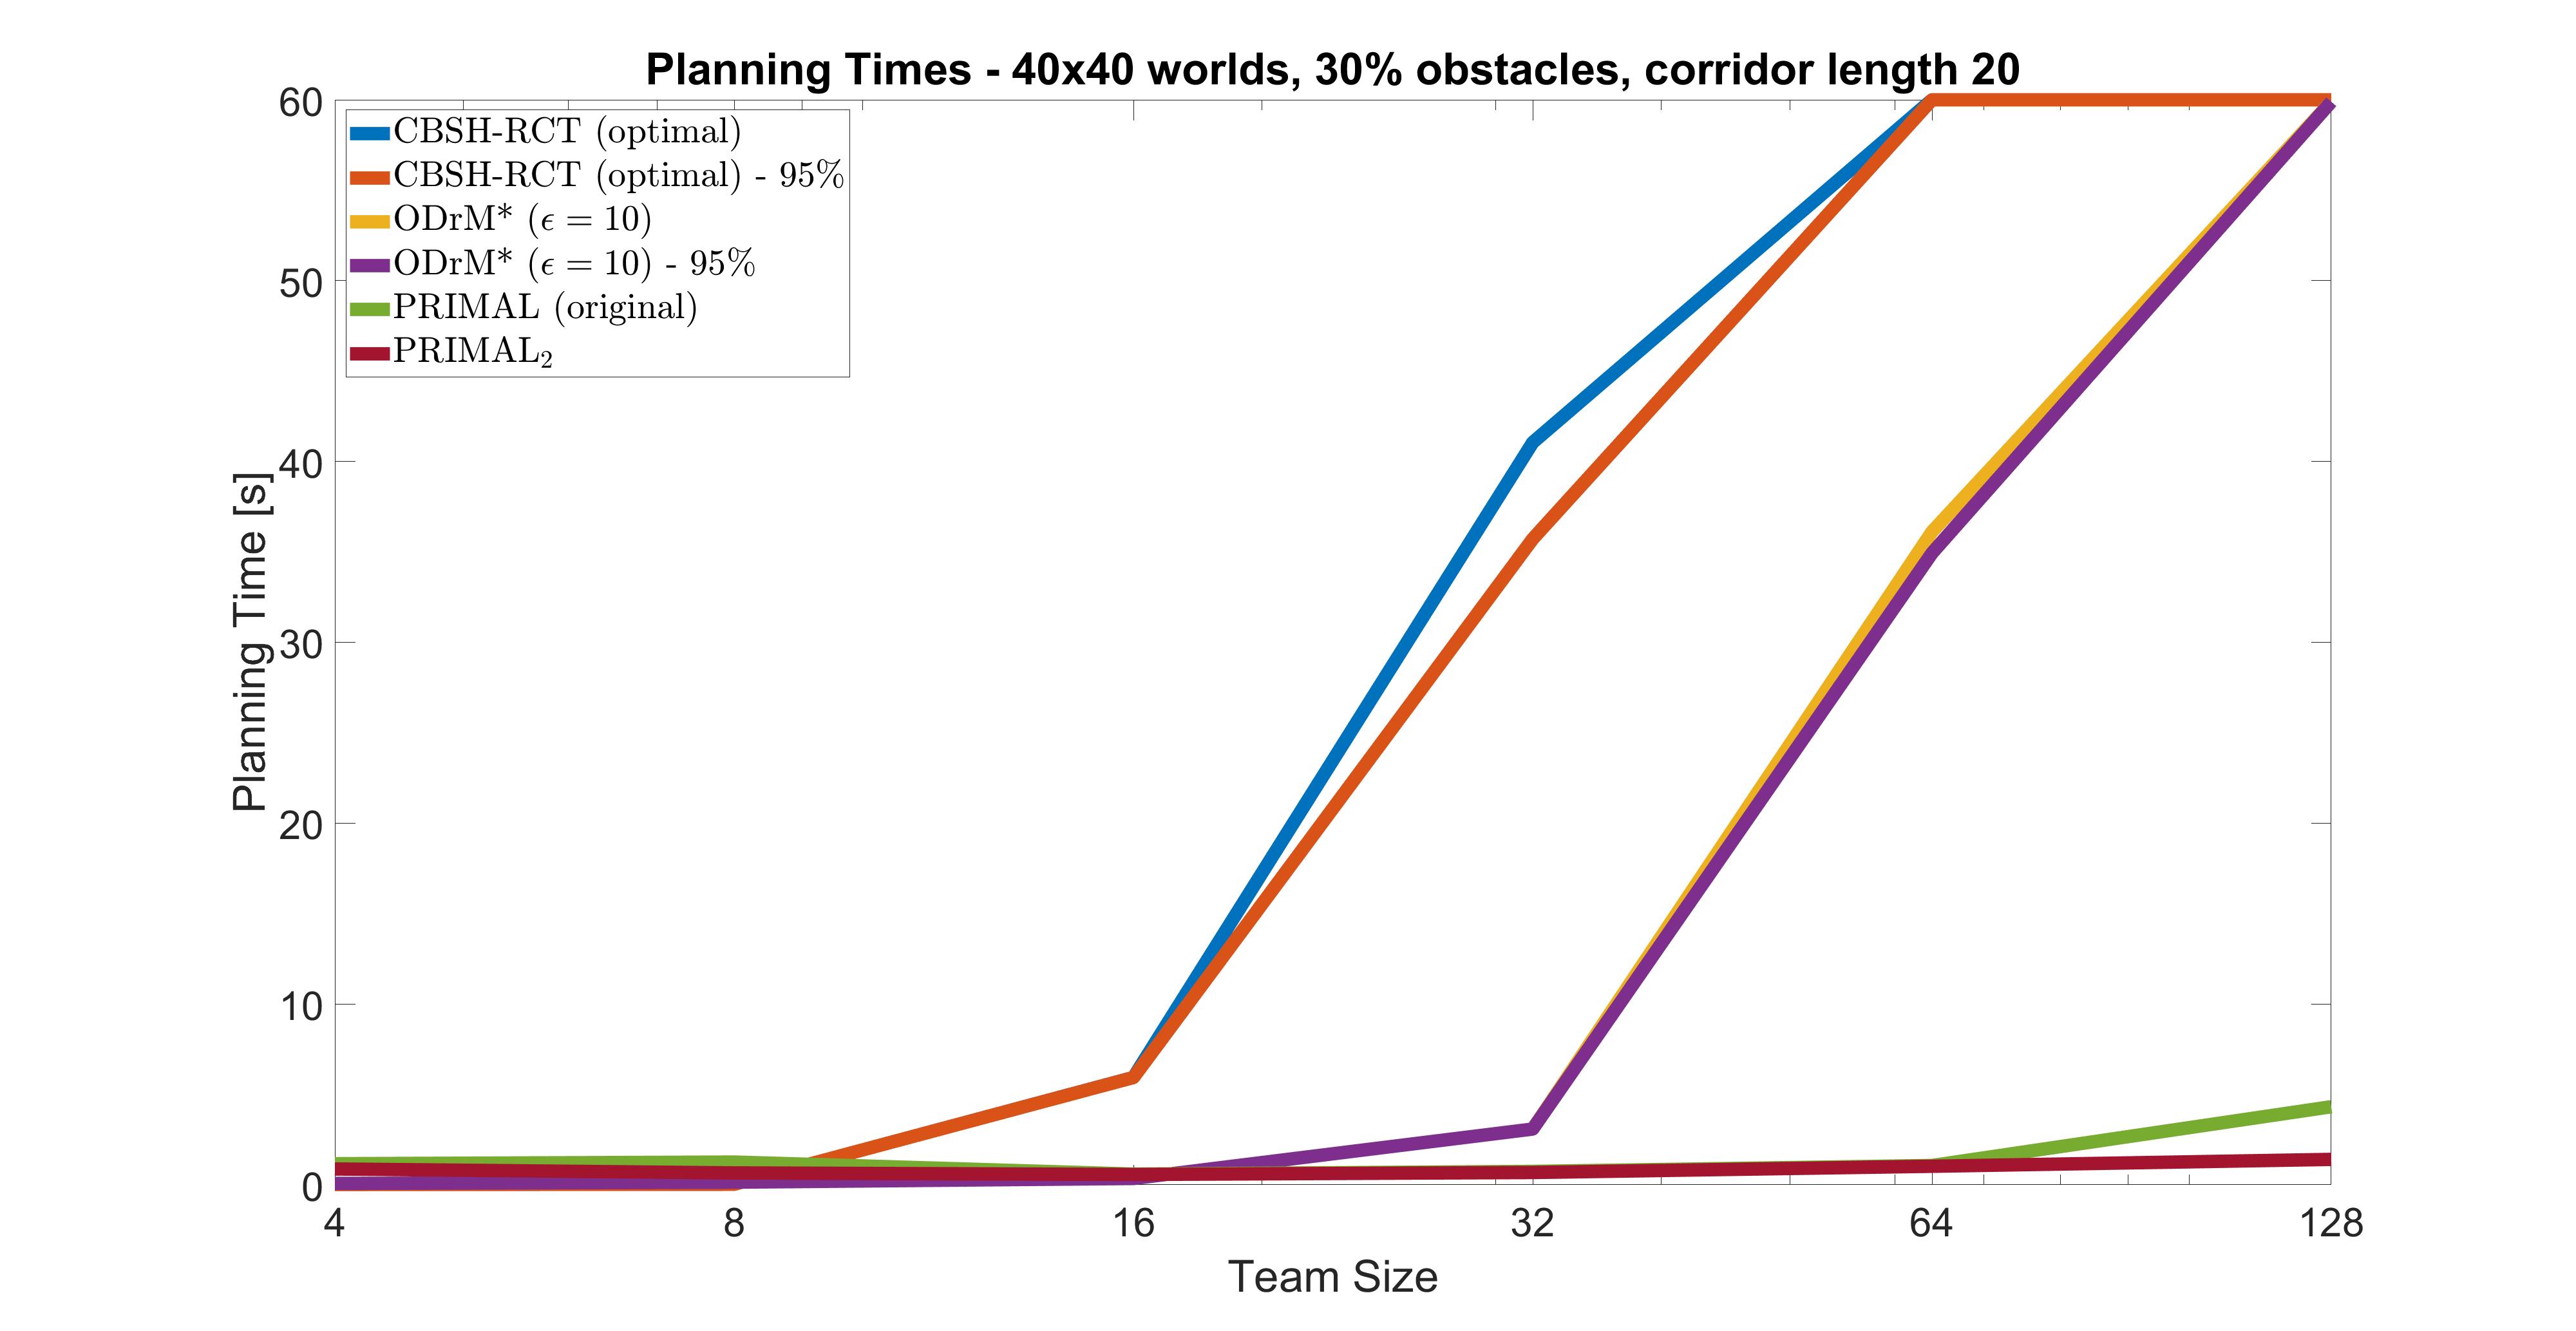 Planning Times - 40x40 worlds, 30% obstacles, corridor length 20
60
50
40
30
20
10
0
Planning Time [s]
CBSH-RCT (optimal)
CBSH-RCT (optimal) - 95%
ODrM* (ϵ = 10)
ODrM* (ϵ = 10) - 95%
PRIMAL (original)
PRIMAL₂
4 8 16 32 64 128
Team Size